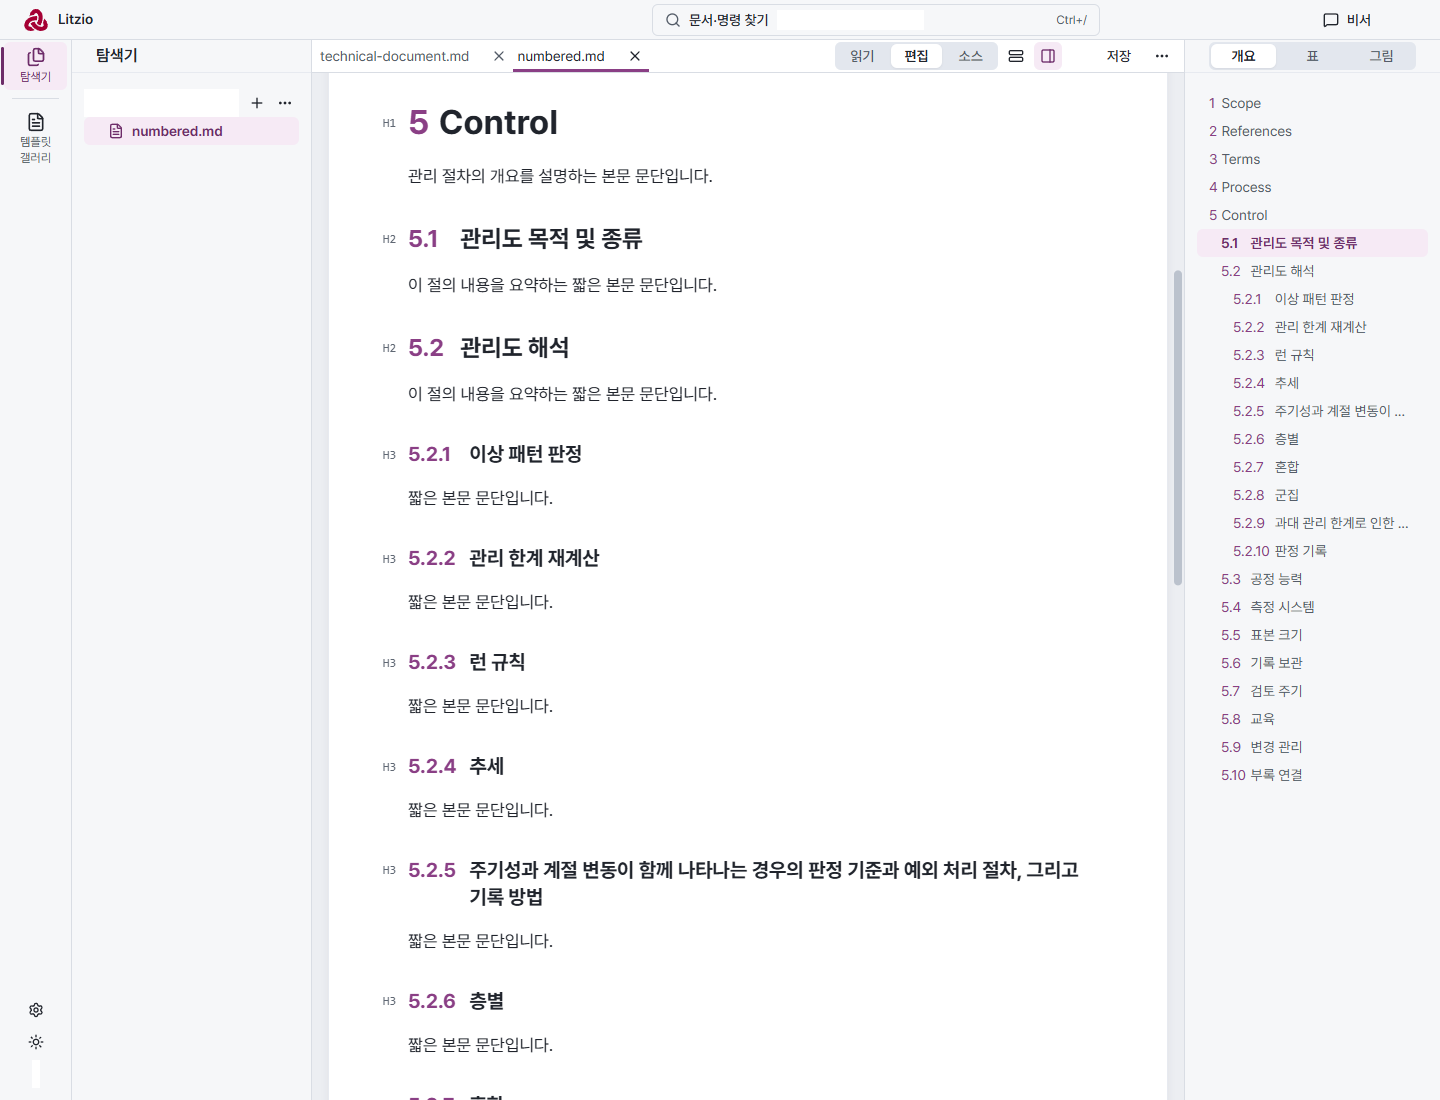 Litzio
문서·명령 찾기
Ctrl+/
비서
탐색기
템플릿
갤러리
탐색기
numbered.md
technical-document.md
numbered.md
읽기
편집
소스
저장
H1 5 Control
관리 절차의 개요를 설명하는 본문 문단입니다.
H2 5.1 관리도 목적 및 종류
이 절의 내용을 요약하는 짧은 본문 문단입니다.
H2 5.2 관리도 해석
이 절의 내용을 요약하는 짧은 본문 문단입니다.
H3 5.2.1 이상 패턴 판정
짧은 본문 문단입니다.
H3 5.2.2 관리 한계 재계산
짧은 본문 문단입니다.
H3 5.2.3 런 규칙
짧은 본문 문단입니다.
H3 5.2.4 추세
짧은 본문 문단입니다.
H3 5.2.5 주기성과 계절 변동이 함께 나타나는 경우의 판정 기준과 예외 처리 절차, 그리고
기록 방법
짧은 본문 문단입니다.
H3 5.2.6 층별
짧은 본문 문단입니다.
개요
표
그림
1 Scope
2 References
3 Terms
4 Process
5 Control
5.1 관리도 목적 및 종류
5.2 관리도 해석
5.2.1 이상 패턴 판정
5.2.2 관리 한계 재계산
5.2.3 런 규칙
5.2.4 추세
5.2.5 주기성과 계절 변동이 ...
5.2.6 층별
5.2.7 혼합
5.2.8 군집
5.2.9 과대 관리 한계로 인한 ...
5.2.10 판정 기록
5.3 공정 능력
5.4 측정 시스템
5.5 표본 크기
5.6 기록 보관
5.7 검토 주기
5.8 교육
5.9 변경 관리
5.10 부록 연결